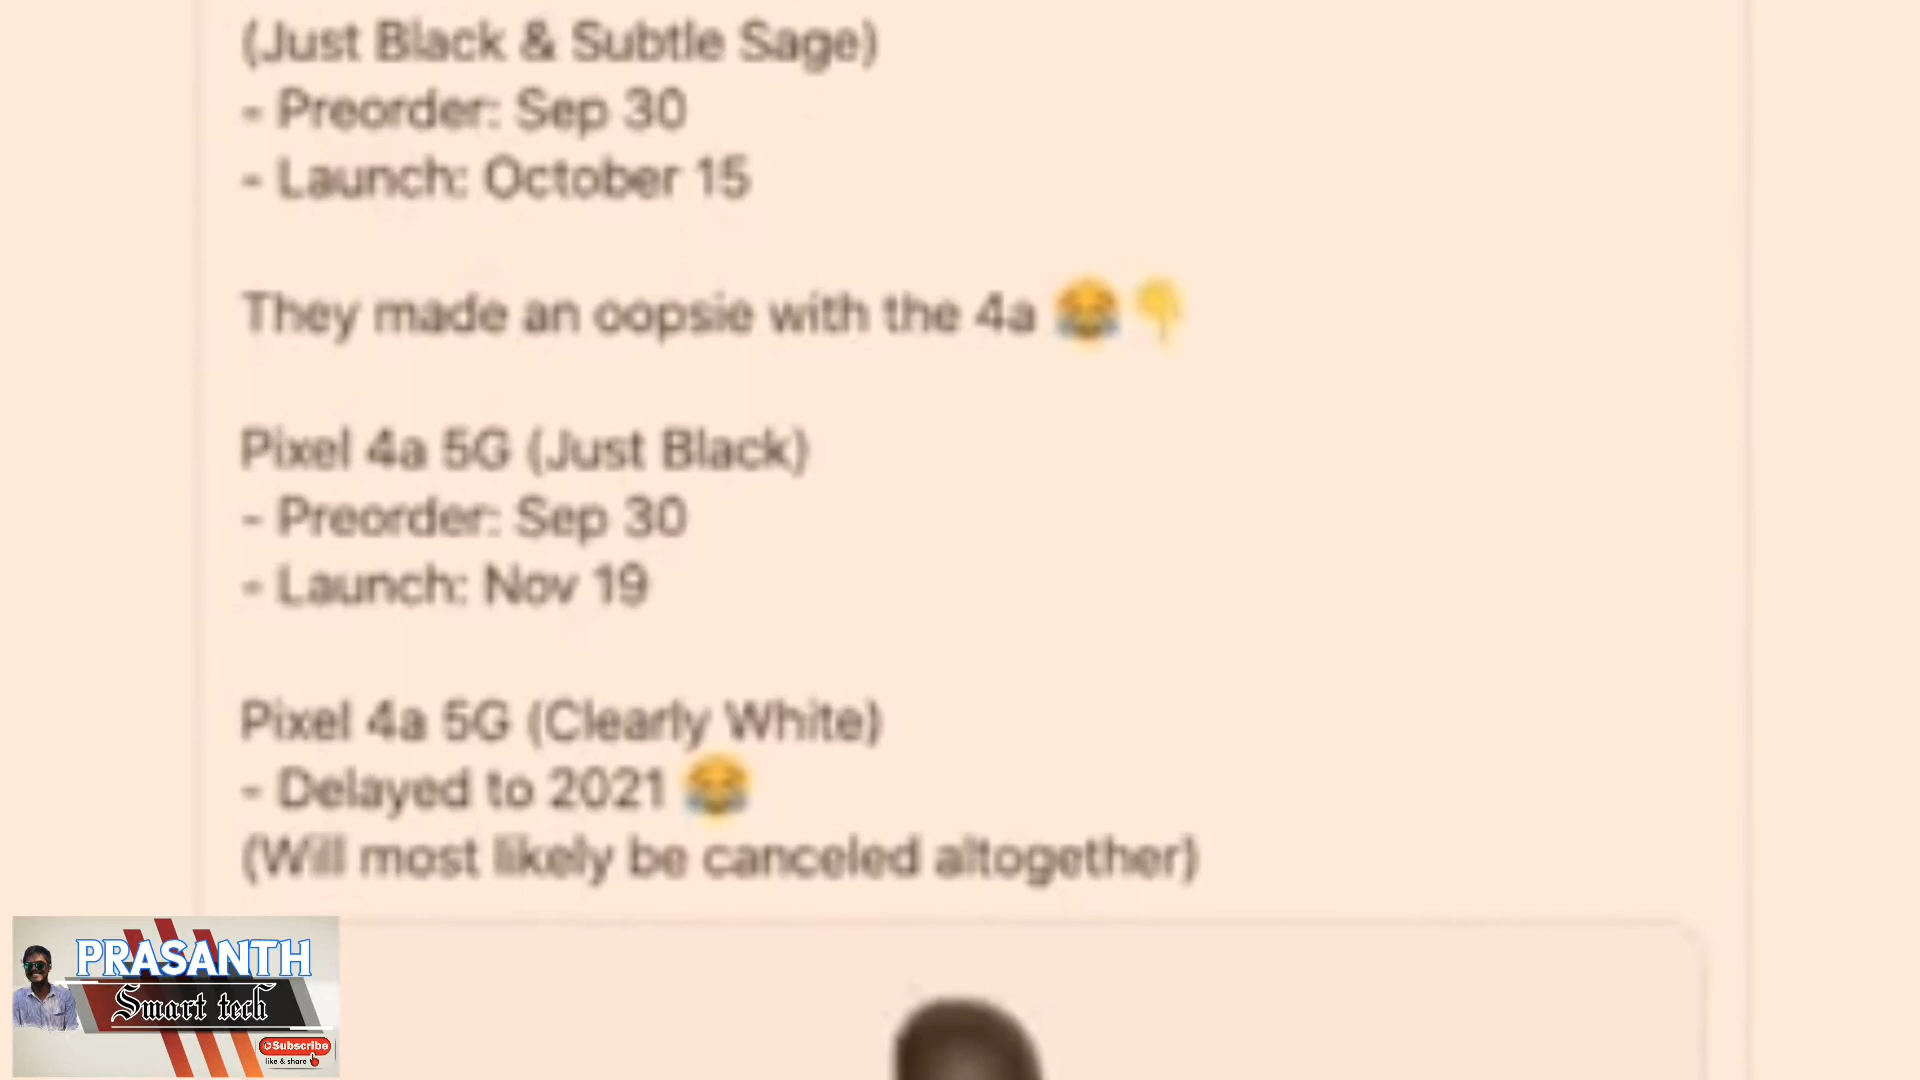 (Just Black & Subtle Sage)
- Preorder: Sep 30
- Launch: October 15
They made an oopsie with the 4a 😂👇
Pixel 4a 5G (Just Black)
- Preorder: Sep 30
- Launch: Nov 19
Pixel 4a 5G (Clearly White)
- Delayed to 2021 😂
(Will most likely be canceled altogether)
PRASANTH
Smart tech
Subscribe
like & share